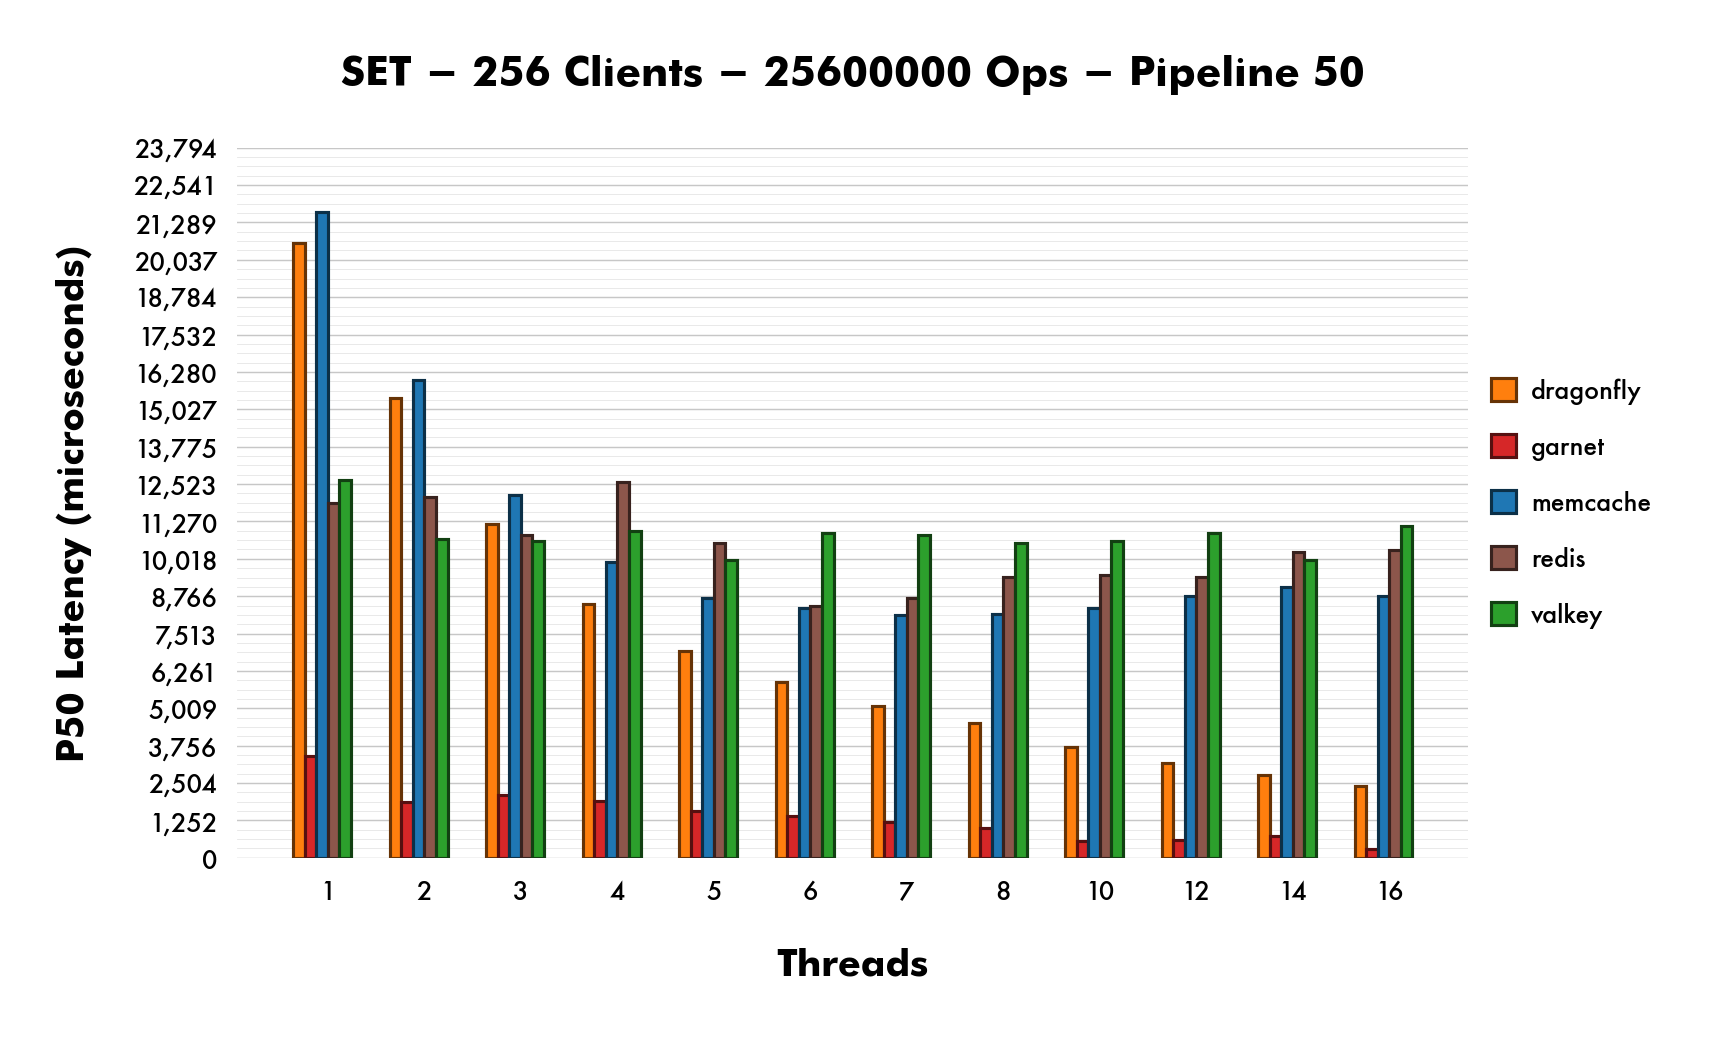 SET – 256 Clients – 25600000 Ops – Pipeline 50
P50 Latency (microseconds)
23,794
22,541
21,289
20,037
18,784
17,532
16,280
15,027
13,775
12,523
11,270
10,018
8,766
7,513
6,261
5,009
3,756
2,504
1,252
0
1 2 3 4 5 6 7 8 10 12 14 16
Threads
dragonfly
garnet
memcache
redis
valkey